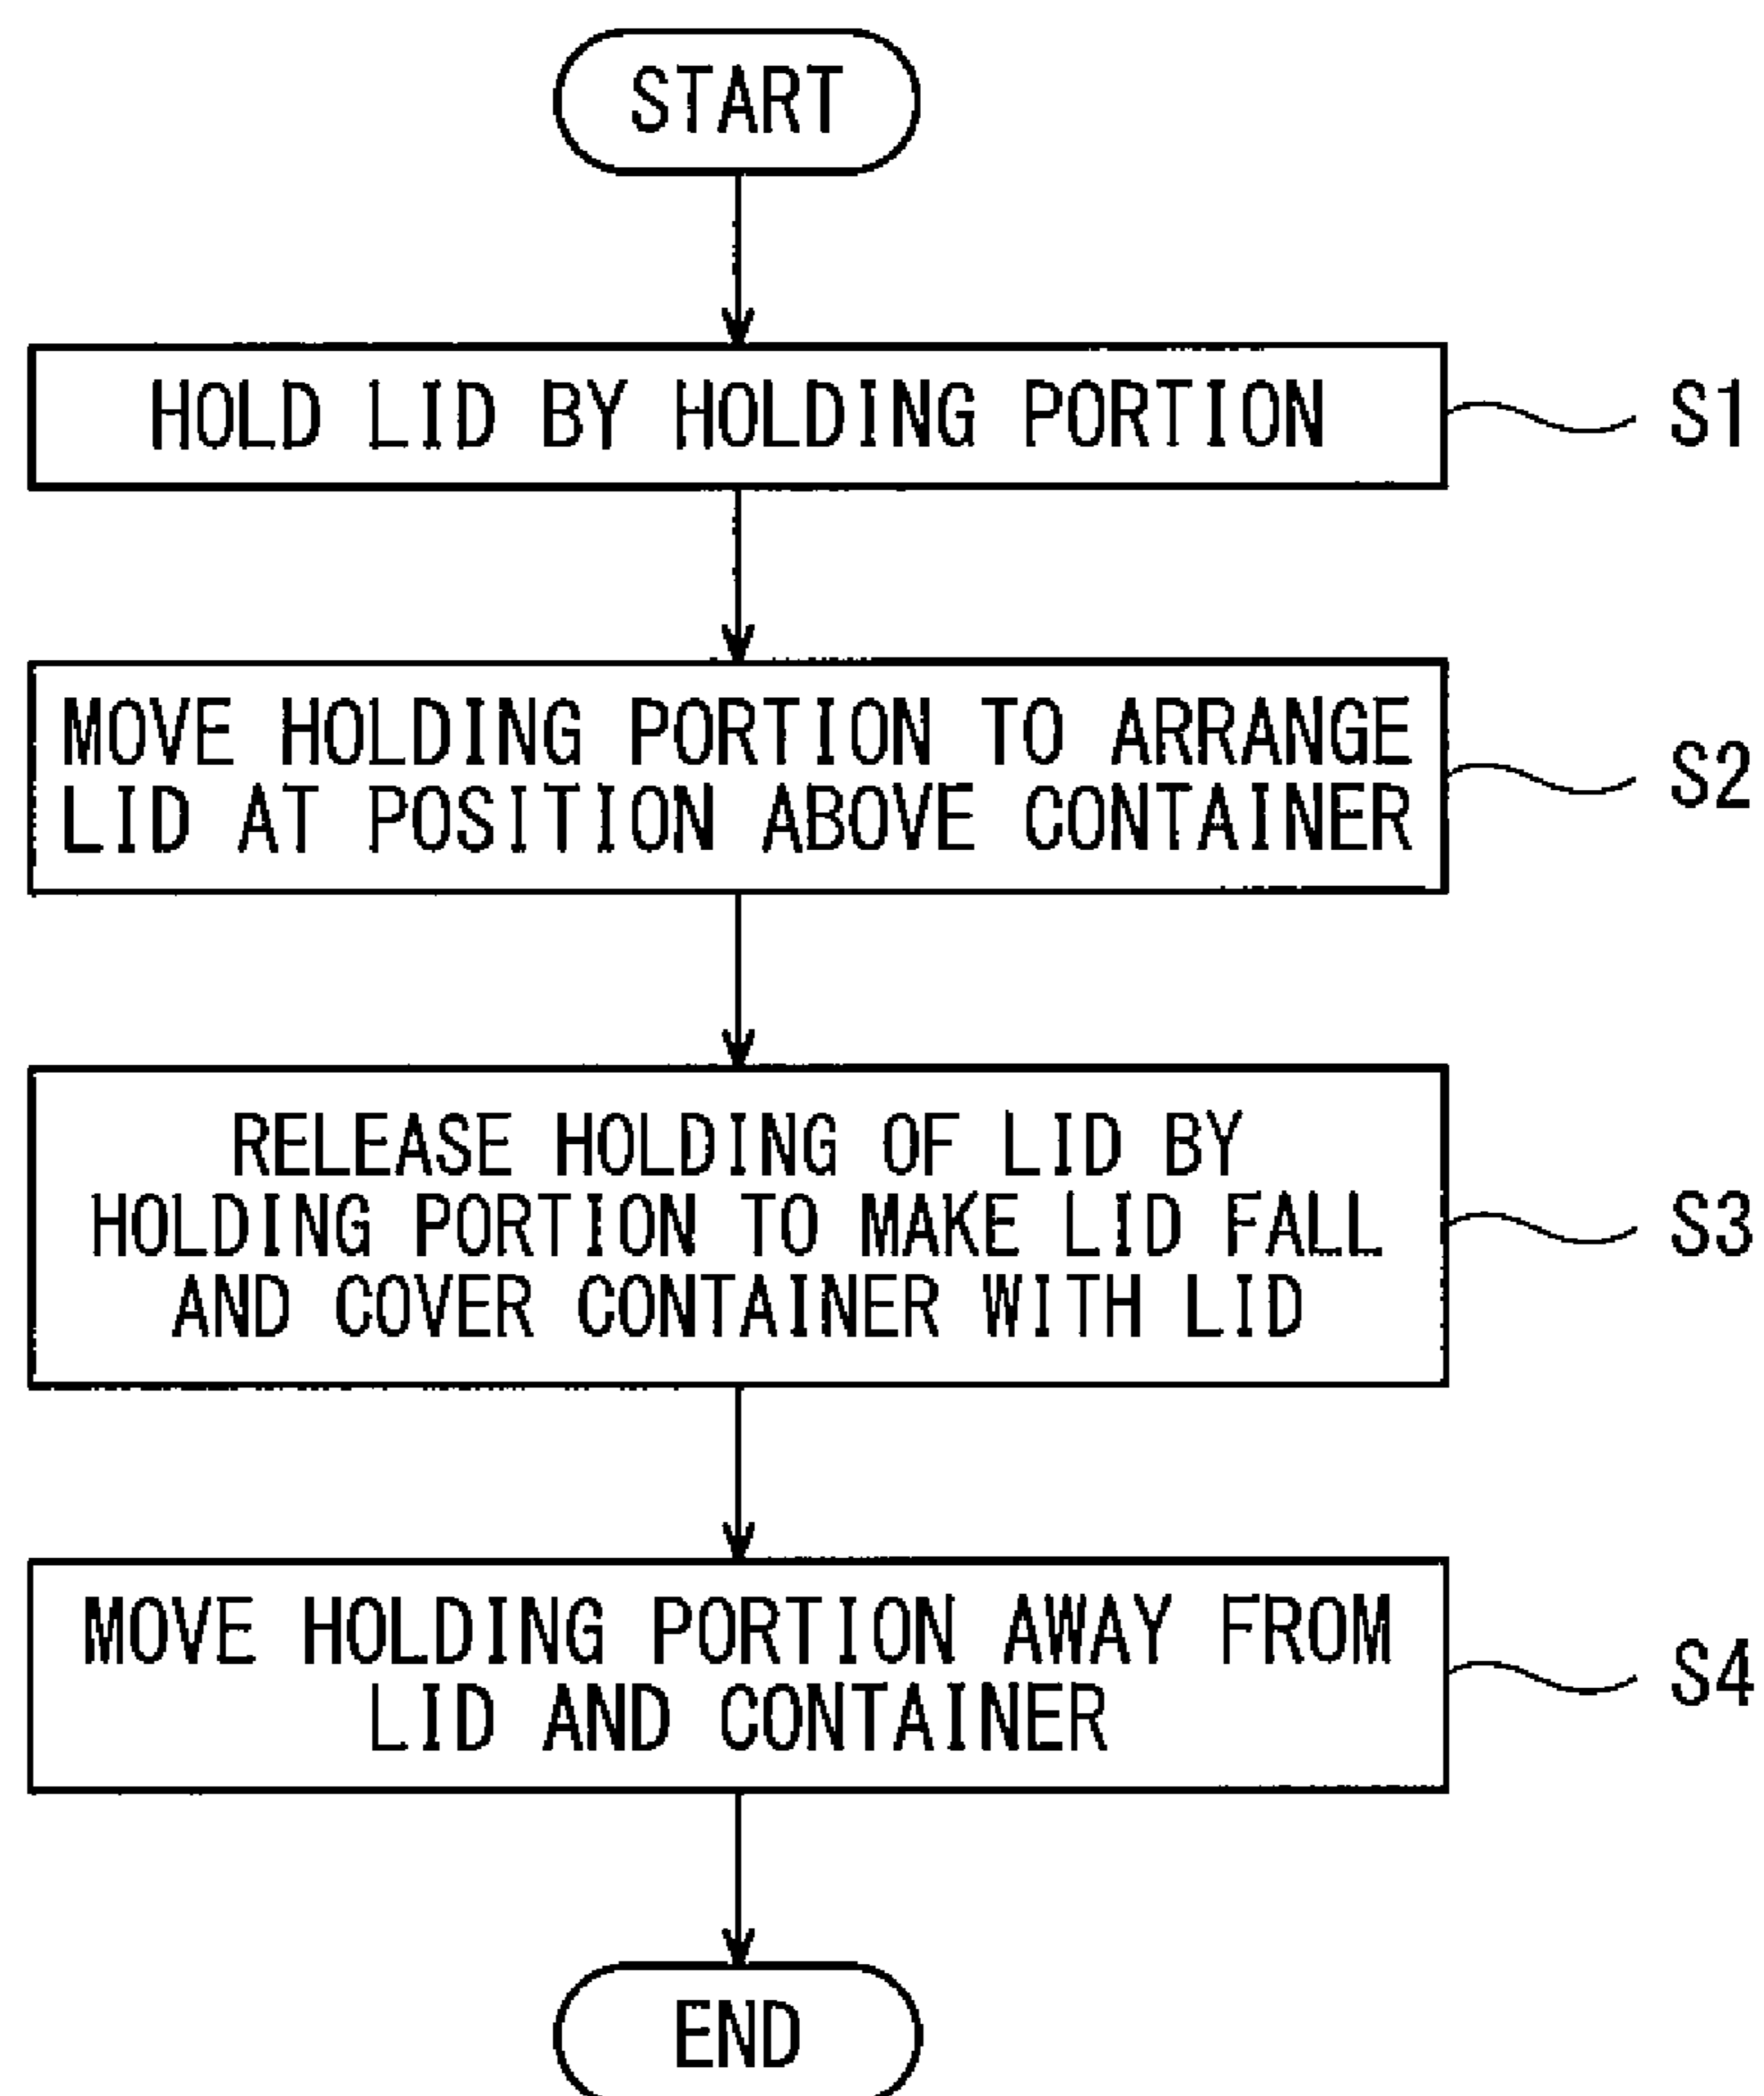 START
HOLD LID BY HOLDING PORTION
S1
MOVE HOLDING PORTION TO ARRANGE
LID AT POSITION ABOVE CONTAINER
S2
RELEASE HOLDING OF LID BY
HOLDING PORTION TO MAKE LID FALL
AND COVER CONTAINER WITH LID
S3
MOVE HOLDING PORTION AWAY FROM
LID AND CONTAINER
S4
END